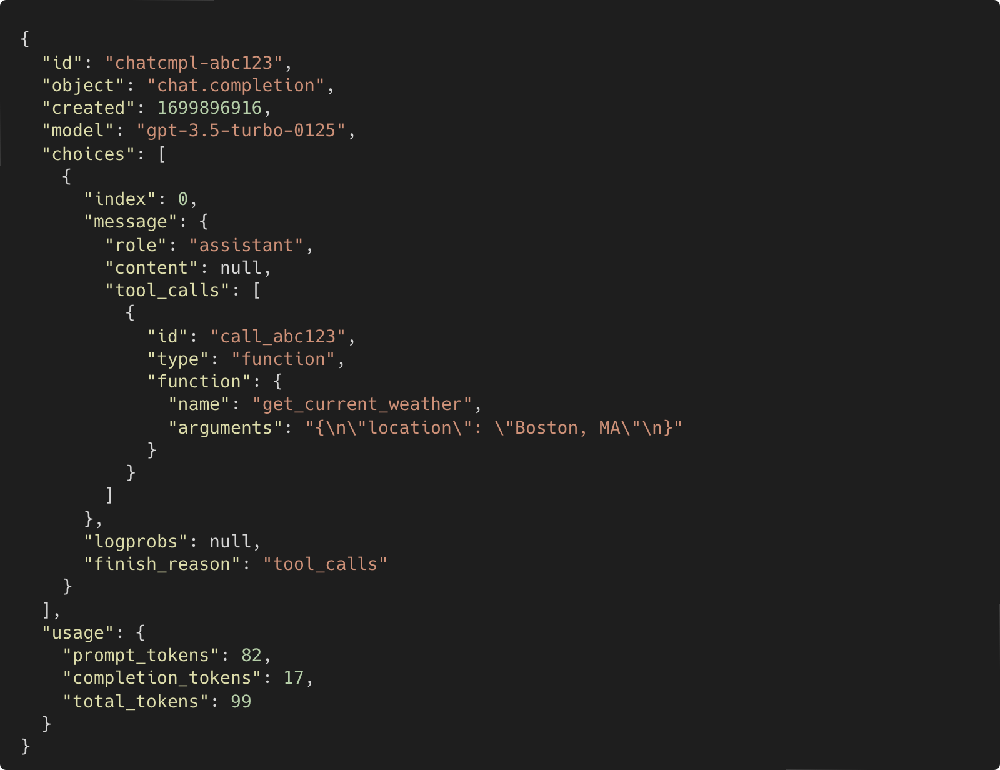 {
  "id": "chatcmpl-abc123",
  "object": "chat.completion",
  "created": 1699896916,
  "model": "gpt-3.5-turbo-0125",
  "choices": [
    {
      "index": 0,
      "message": {
        "role": "assistant",
        "content": null,
        "tool_calls": [
          {
            "id": "call_abc123",
            "type": "function",
            "function": {
              "name": "get_current_weather",
              "arguments": "{\n\"location\": \"Boston, MA\"\n}"
            }
          }
        ]
      },
      "logprobs": null,
      "finish_reason": "tool_calls"
    }
  ],
  "usage": {
    "prompt_tokens": 82,
    "completion_tokens": 17,
    "total_tokens": 99
  }
}